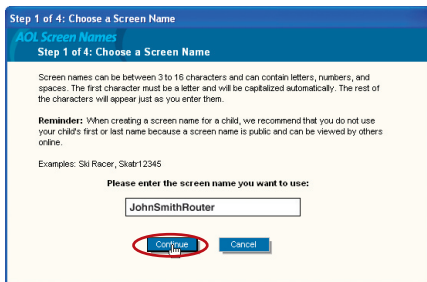 Step 1 of 4: Choose a Screen Name
AOL Screen Names
Step 1 of 4: Choose a Screen Name
Screen names can be between 3 to 16 characters and can contain letters, numbers, and
spaces. The first character must be a letter and will be capitalized automatically. The rest of
the characters will appear just as you enter them.
Reminder: When creating a screen name for a child, we recommend that you do not use
your child's first or last name because a screen name is public and can be viewed by others
online.
Examples: Ski Racer, Skatr12345
Please enter the screen name you want to use:
JohnSmithRouter
Continue Cancel